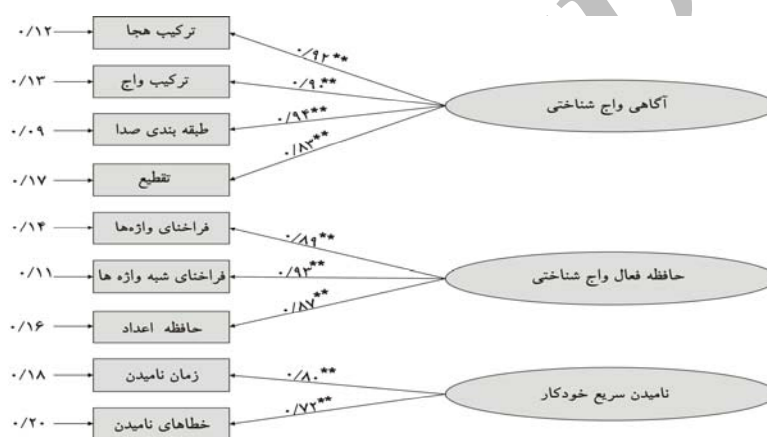 ۰/۱۲ ترکیب هجا ۰/۹۲**
۰/۱۳ ترکیب واج ۰/۹۰**
آگاهی واج شناختی
۰/۰۹ طبقه بندی صدا ۰/۹۴**
۰/۱۷ تقطیع ۰/۸۳**
۰/۱۴ فراخنای واژه‌ها ۰/۸۹**
۰/۱۱ فراخنای شبه واژه ها ۰/۹۳**
حافظه فعال واج شناختی
۰/۱۶ حافظه اعداد ۰/۸۷**
۰/۱۸ زمان نامیدن ۰/۸۰**
نامیدن سریع خودکار
۰/۲۰ خطاهای نامیدن ۰/۷۲**